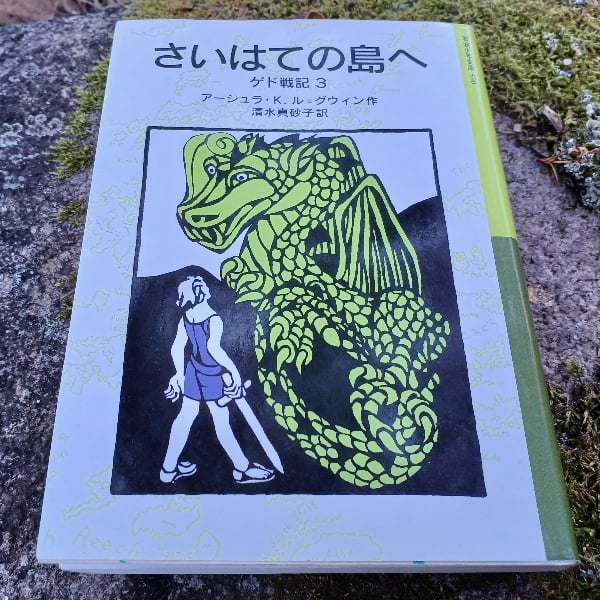 さいはての島へ
ゲド戦記 3
アーシュラ・K. ル=グウィン作
清水真砂子訳
Reach